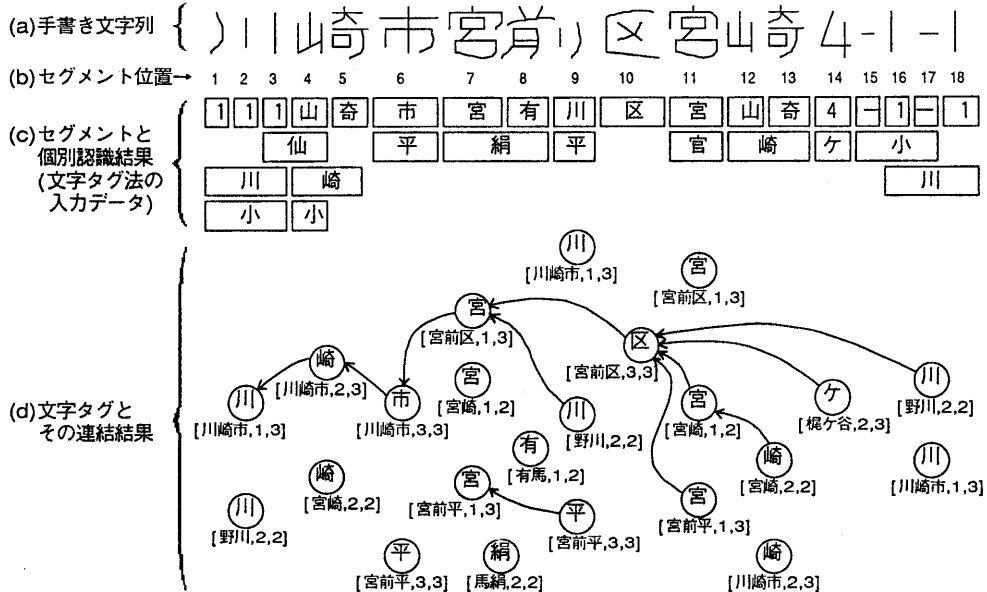 (a)手書き文字列
川崎市宮前区宮崎4-1-1
(b)セグメント位置→ 1 2 3 4 5 6 7 8 9 10 11 12 13 14 15 16 17 18
(c)セグメントと
個別認識結果
(文字タグ法の
入力データ)
1 1 1 山 奇 市 宮 有 川 区 宮 山 奇 4 一 1 一 1
仙 平 絹 平 官 崎 ケ 小
川 崎 川
小 小
(d)文字タグと
その連結結果
川
[川崎市,1,3]
宮
[宮前区,1,3]
宮
[宮前区,1,3]
区
[宮前区,3,3]
崎
[川崎市,2,3]
川
[川崎市,1,3]
市
[川崎市,3,3]
宮
[宮崎,1,2]
川
[野川,2,2]
宮
[宮崎,1,2]
ケ
[梶ケ谷,2,3]
川
[野川,2,2]
有
[有馬,1,2]
崎
[宮崎,2,2]
川
[川崎市,1,3]
崎
[宮崎,2,2]
宮
[宮前平,1,3]
平
[宮前平,3,3]
宮
[宮前平,1,3]
川
[野川,2,2]
平
[宮前平,3,3]
絹
[馬絹,2,2]
崎
[川崎市,2,3]